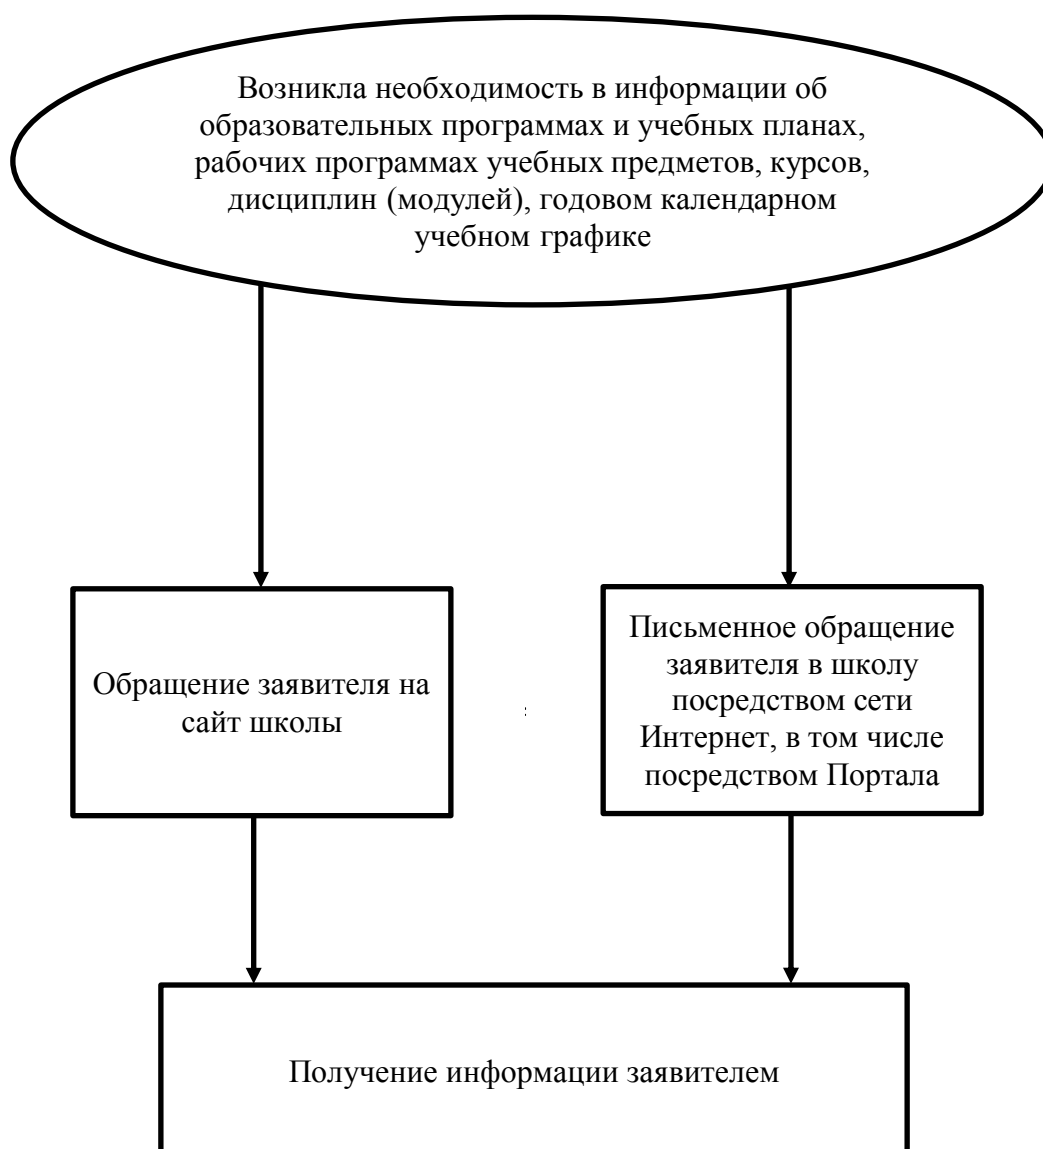 Возникла необходимость в информации об
образовательных программах и учебных планах,
рабочих программах учебных предметов, курсов,
дисциплин (модулей), годовом календарном
учебном графике
Обращение заявителя на
сайт школы
:
Письменное обращение
заявителя в школу
посредством сети
Интернет, в том числе
посредством Портала
Получение информации заявителем